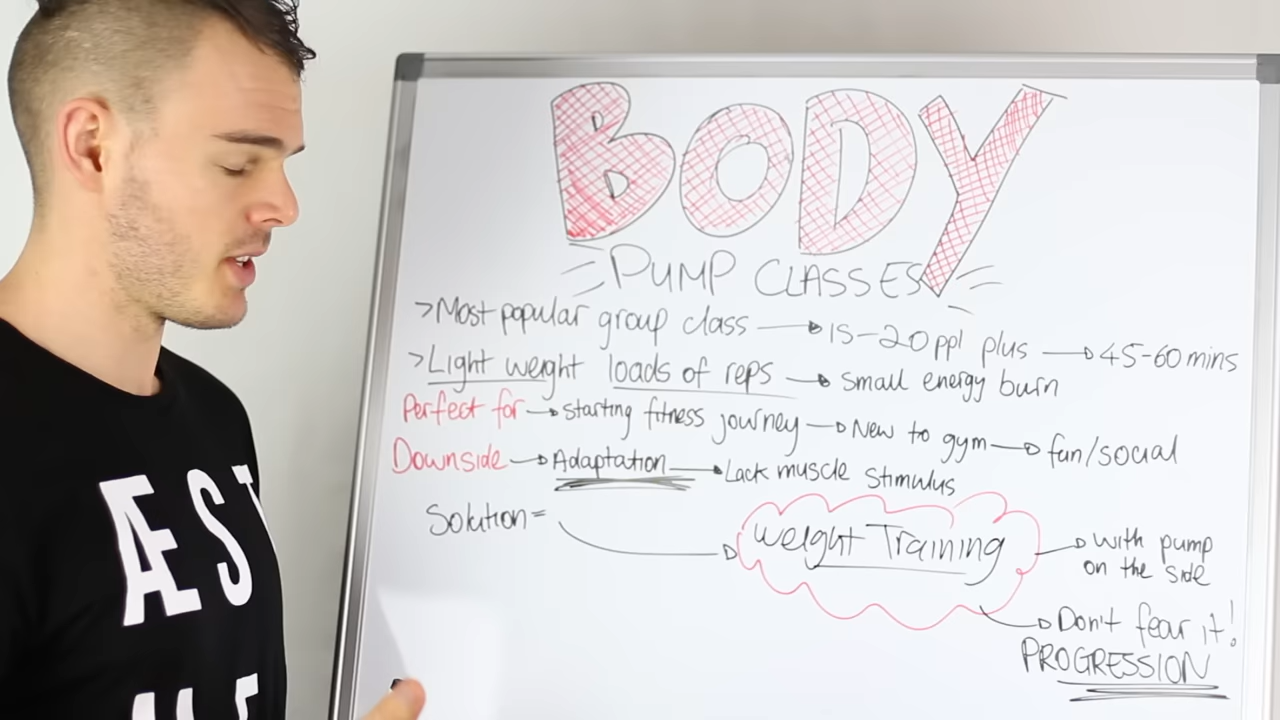 BODY
PUMP CLASSES
>Most popular group class → 15-20 ppl plus → 45-60 mins
>Light weight loads of reps → small energy burn
Perfect for → starting fitness journey → New to gym → fun/social
Downside → Adaptation → Lack muscle stimulus
Solution = → Weight Training → with pump
on the side
→ Don't fear it!
PROGRESSION
ÆST